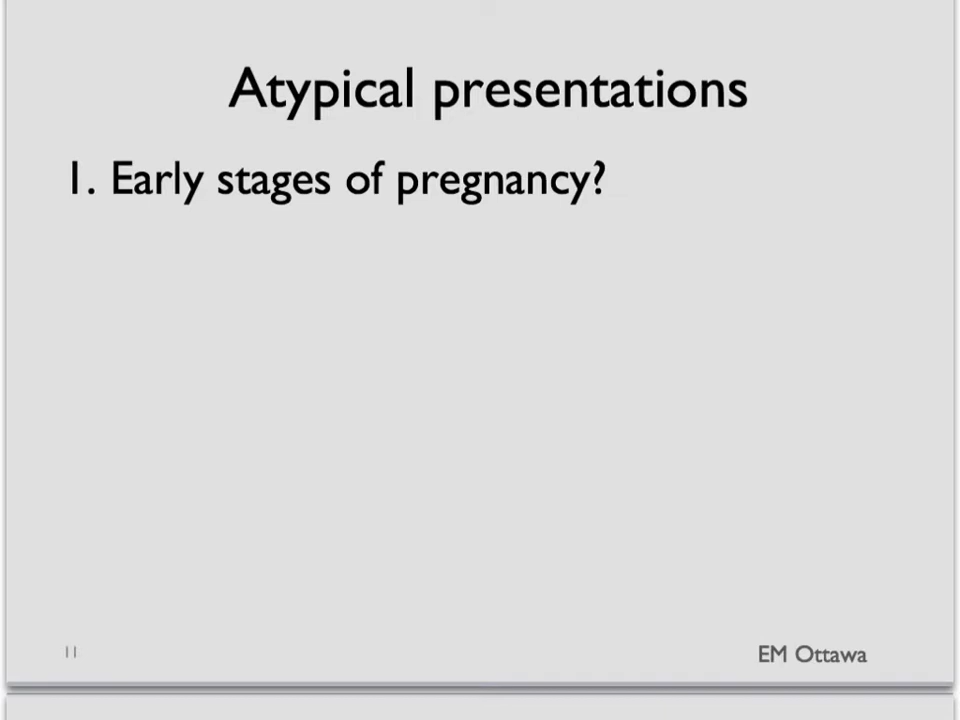 Atypical presentations
1. Early stages of pregnancy?
11
EM Ottawa